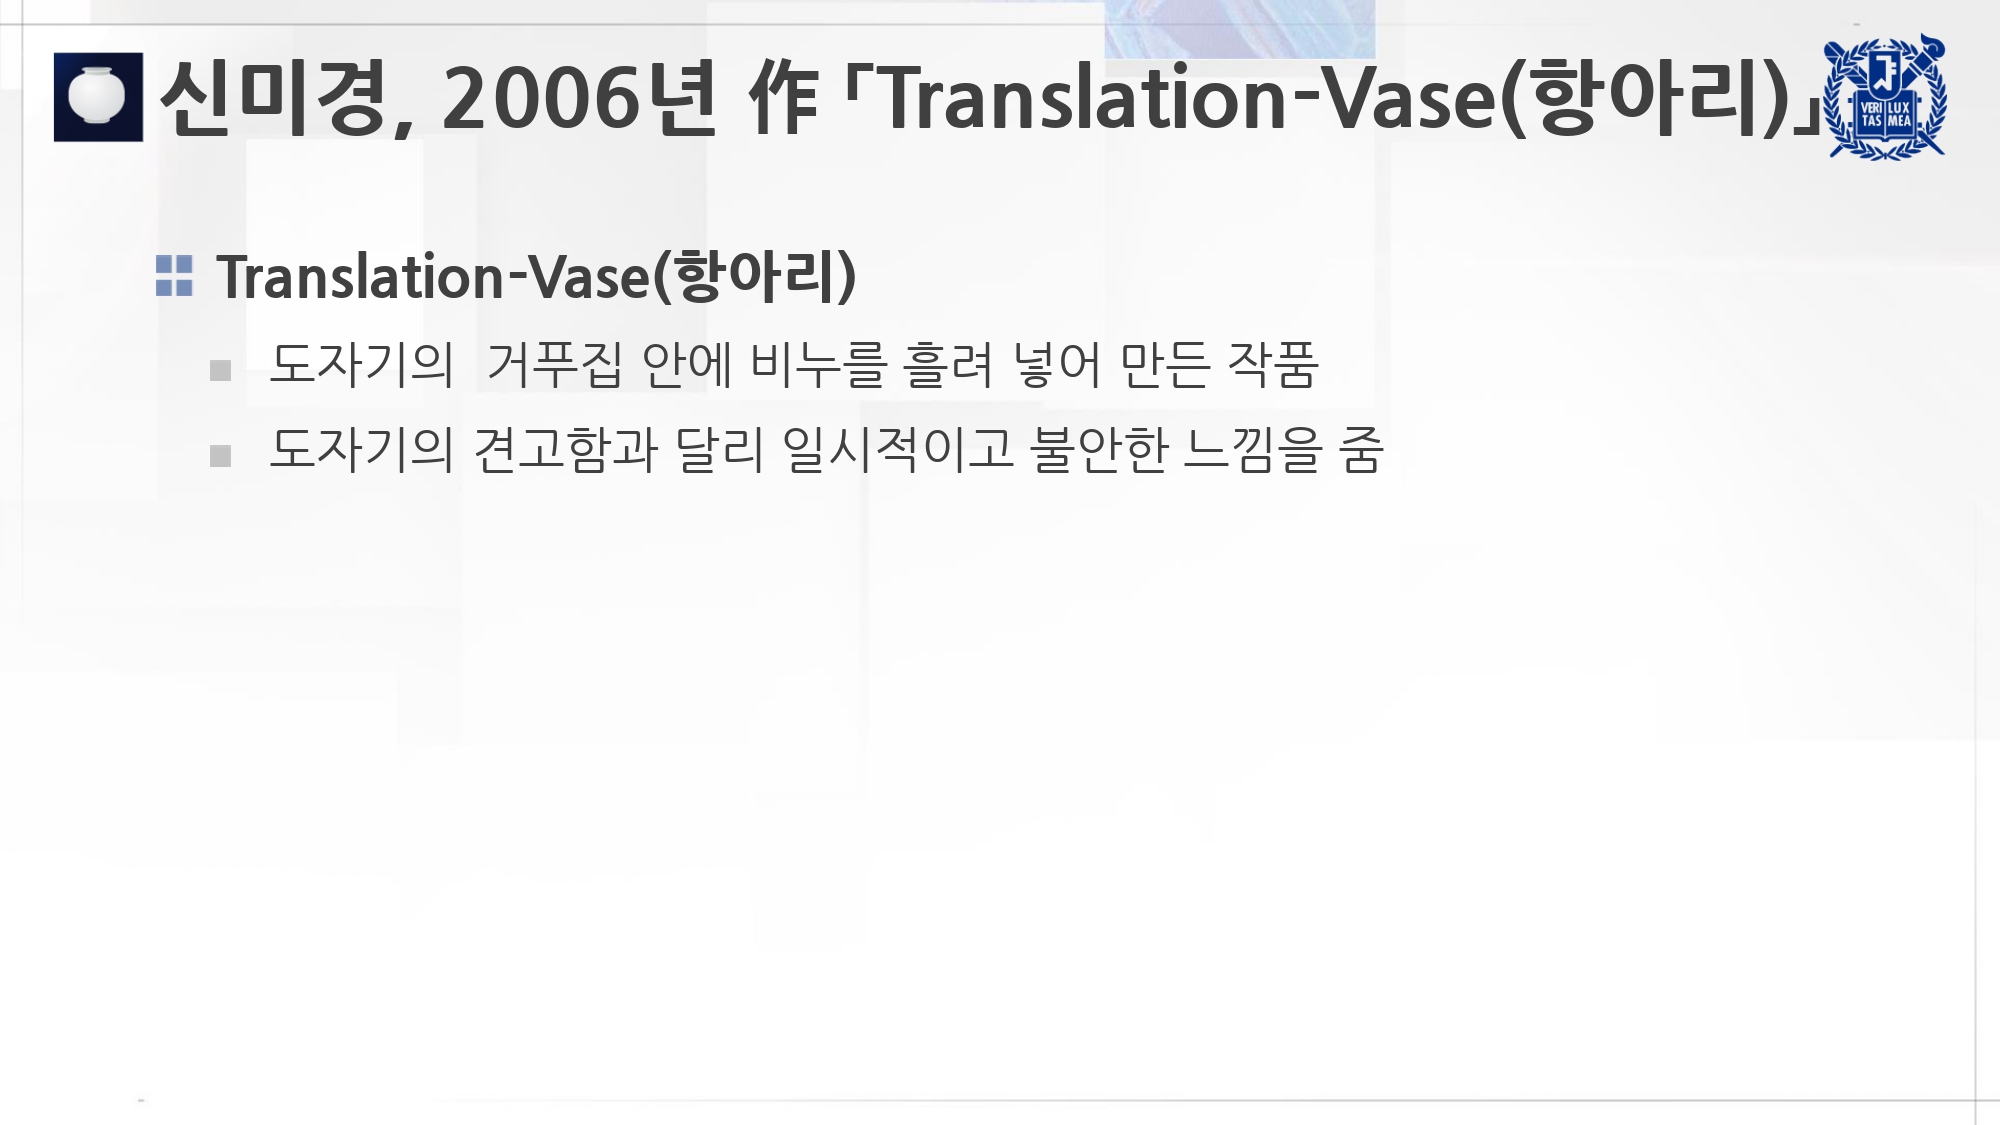 신미경, 2006년 作 ｢Translation-Vase(항아리)｣
VERI LUX
TAS MEA
Translation-Vase(항아리)
도자기의  거푸집 안에 비누를 흘려 넣어 만든 작품
도자기의 견고함과 달리 일시적이고 불안한 느낌을 줌